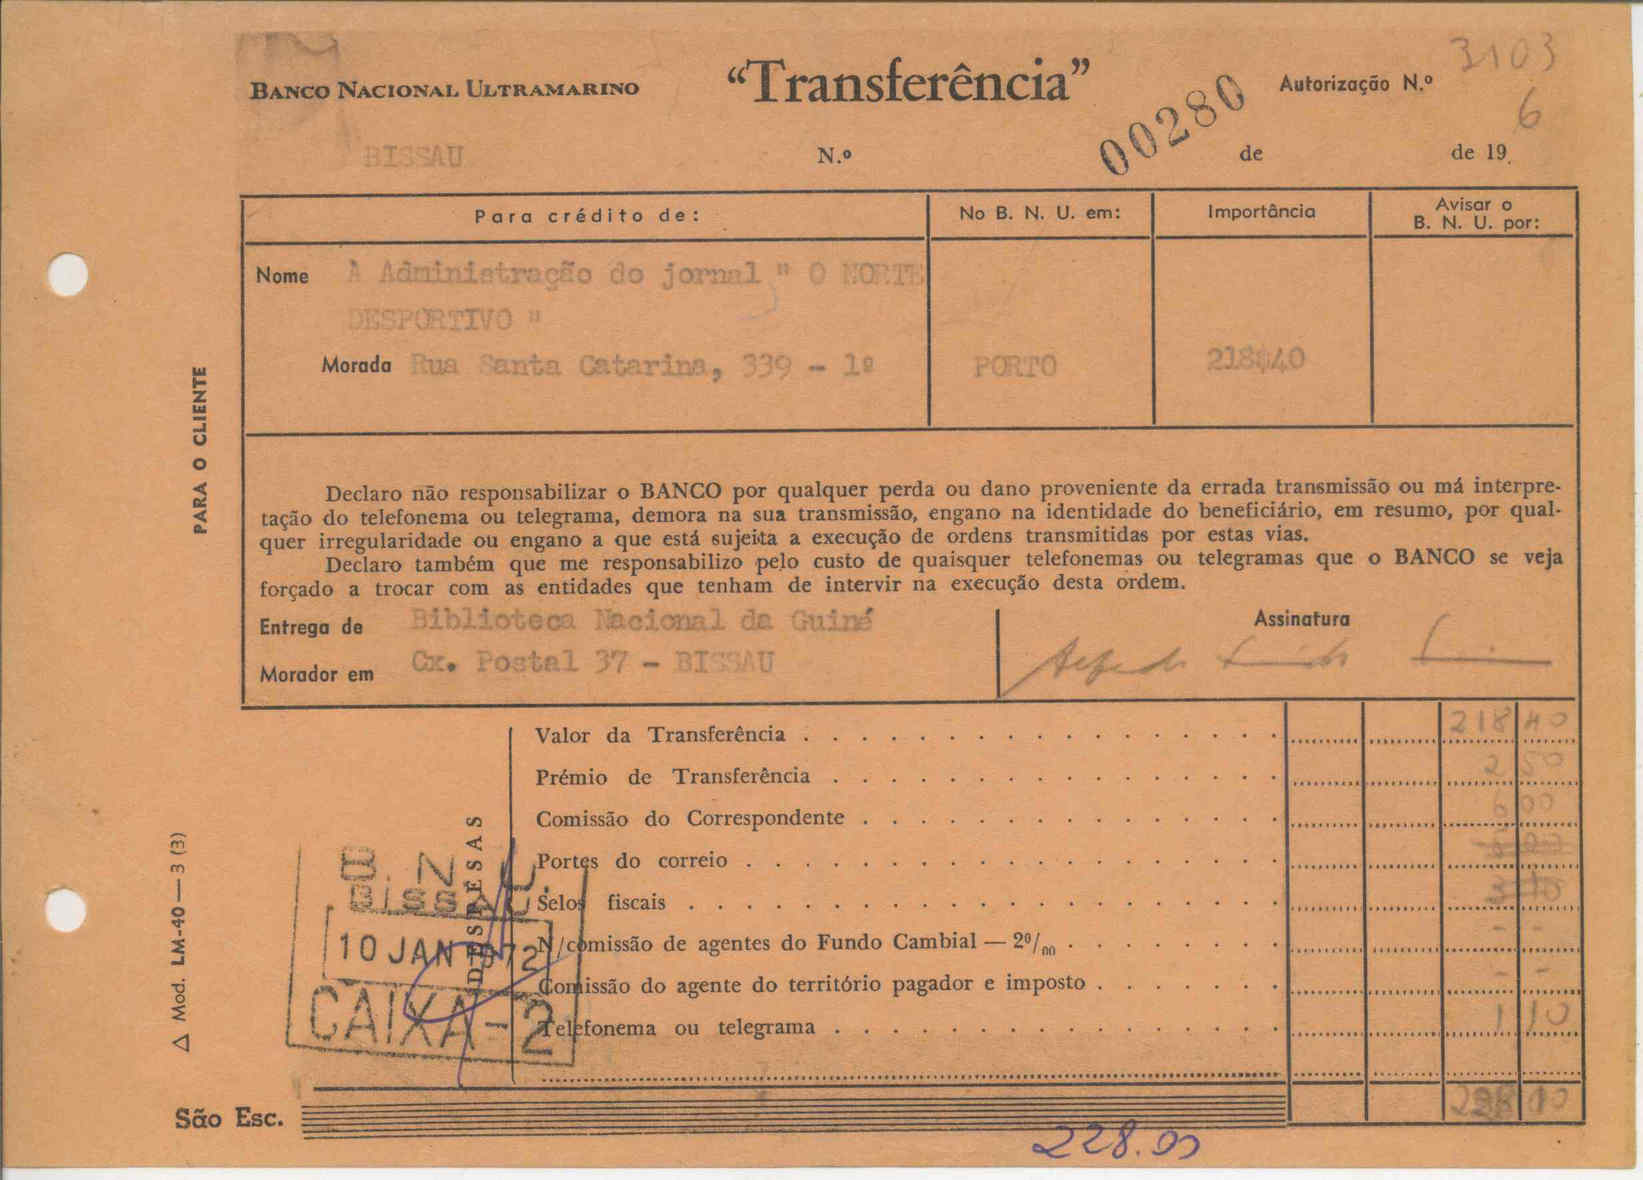 BANCO NACIONAL ULTRAMARINO
"Transferência"
Autorização N.º 3103
6
BISSAU
N.º 00280 de de 19
Para crédito de:
No B. N. U. em:
Importância
Avisar o
B. N. U. por:
Nome À Administração do jornal " O NORTE
DESPORTIVO "
Morada Rua Santa Catarina, 339 - 1º
PORTO
218$40
PARA O CLIENTE
Declaro não responsabilizar o BANCO por qualquer perda ou dano proveniente da errada transmissão ou má interpre-
tação do telefonema ou telegrama, demora na sua transmissão, engano na identidade do beneficiário, em resumo, por qual-
quer irregularidade ou engano a que está sujeita a execução de ordens transmitidas por estas vias.
Declaro também que me responsabilizo pelo custo de quaisquer telefonemas ou telegramas que o BANCO se veja
forçado a trocar com as entidades que tenham de intervir na execução desta ordem.
Entrega de Biblioteca Nacional da Guiné
Morador em Cx. Postal 37 - BISSAU
Assinatura
DESPESAS
Valor da Transferência 218 40
Prémio de Transferência 2 50
Comissão do Correspondente 6 00
Portes do correio
Selos fiscais
N/comissão de agentes do Fundo Cambial — 2º/₀₀ - -
Comissão do agente do território pagador e imposto - -
Telefonema ou telegrama 1 10
B. N. U.
BISSAU
10 JAN 1972
CAIXA-2
Δ Mod. LM-40—3 (3)
São Esc.
228.00